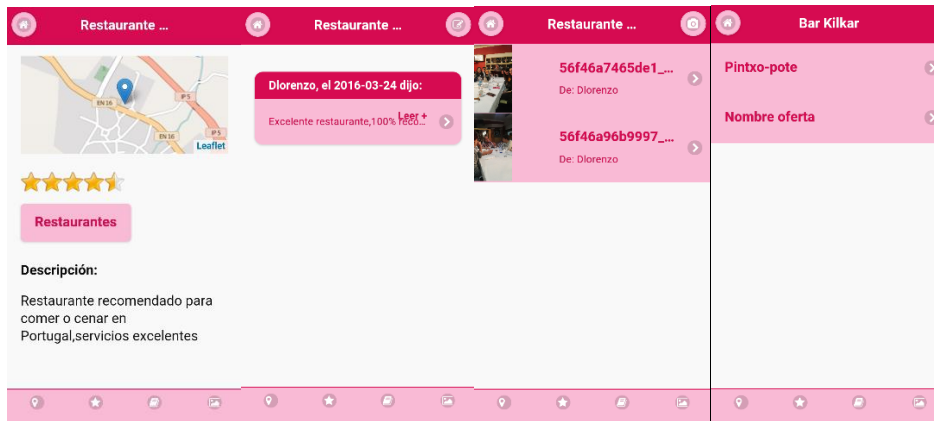 Restaurante ...
EN 16
IP 5
EN 16
IP 5
Leaflet
Restaurantes
Descripción:
Restaurante recomendado para
comer o cenar en
Portugal,servicios excelentes
Restaurante ...
Dlorenzo, el 2016-03-24 dijo:
Leer +
Excelente restaurante,100% reco...
Restaurante ...
56f46a7465de1_...
De: Dlorenzo
56f46a96b9997_...
De: Dlorenzo
Bar Kilkar
Pintxo-pote
Nombre oferta